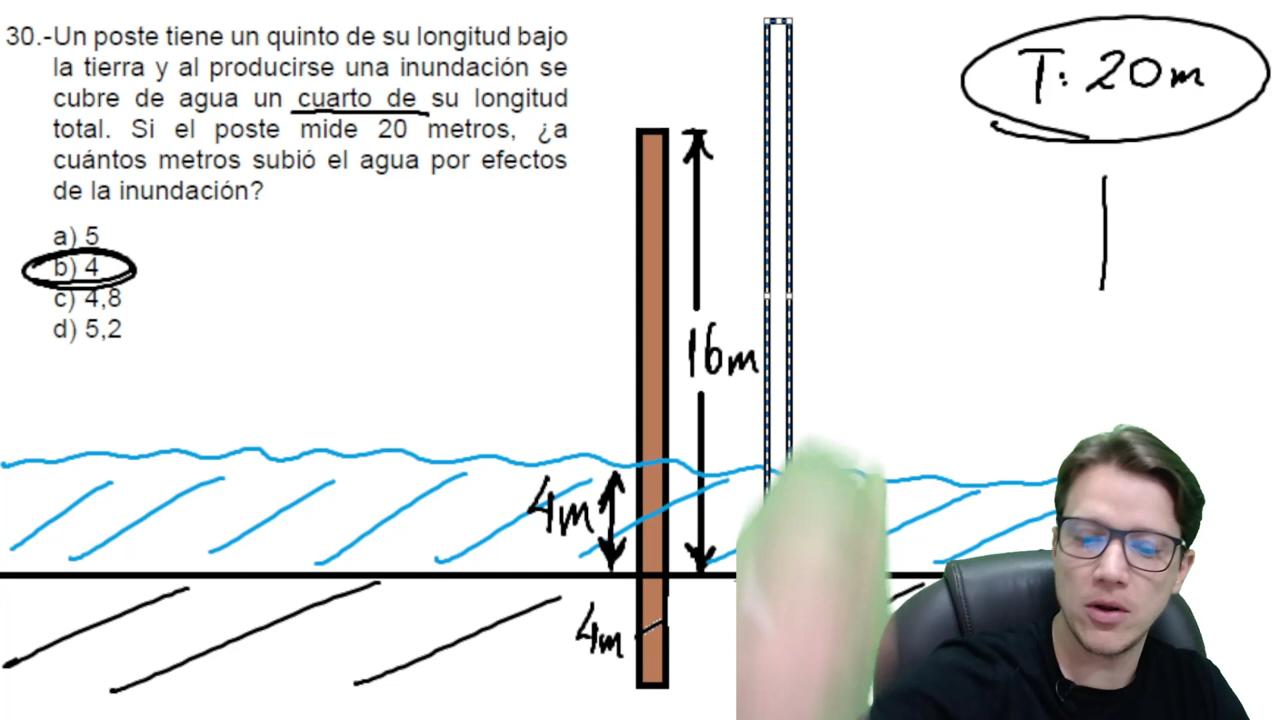 30.-Un poste tiene un quinto de su longitud bajo
la tierra y al producirse una inundación se
cubre de agua un cuarto de su longitud
total. Si el poste mide 20 metros, ¿a
cuántos metros subió el agua por efectos
de la inundación?
a) 5
b) 4
c) 4,8
d) 5,2
T: 20m
16m
4m
4m